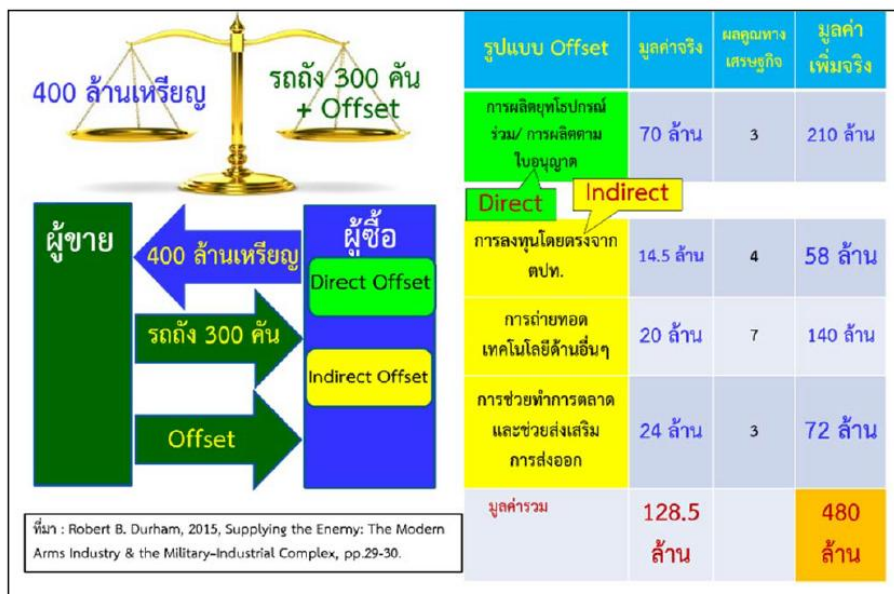 400 ล้านเหรียญ
รถถัง 300 คัน
+ Offset
ผู้ขาย
ผู้ซื้อ
400 ล้านเหรียญ
Direct Offset
รถถัง 300 คัน
Indirect Offset
Offset
ที่มา : Robert B. Durham, 2015, Supplying the Enemy: The Modern
Arms Industry & the Military–Industrial Complex, pp.29-30.
รูปแบบ Offset
มูลค่าจริง
ผลคูณทาง
เศรษฐกิจ
มูลค่า
เพิ่มจริง
การผลิตยุทโธปกรณ์
ร่วม/ การผลิตตาม
ใบอนุญาต
70 ล้าน
3
210 ล้าน
Direct
Indirect
การลงทุนโดยตรงจาก
ตปท.
14.5 ล้าน
4
58 ล้าน
การถ่ายทอด
เทคโนโลยีด้านอื่นๆ
20 ล้าน
7
140 ล้าน
การช่วยทำการตลาด
และช่วยส่งเสริม
การส่งออก
24 ล้าน
3
72 ล้าน
มูลค่ารวม
128.5
ล้าน
480
ล้าน